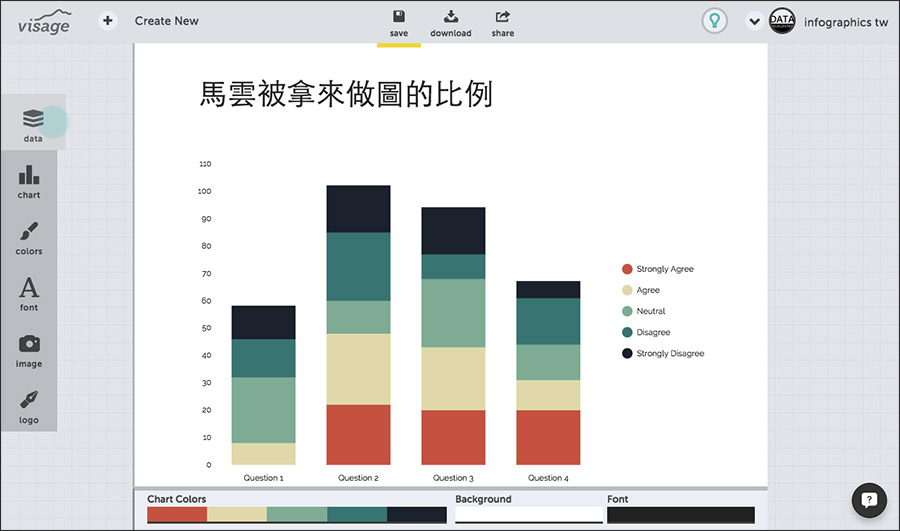 visage
+ Create New
save
download
share
DATA
infographics tw
馬雲被拿來做圖的比例
data
chart
colors
A
font
image
logo
110
100
90
80
70
60
50
40
30
20
10
0
Question 1
Question 2
Question 3
Question 4
Strongly Agree
Agree
Neutral
Disagree
Strongly Disagree
Chart Colors
Background
Font
?